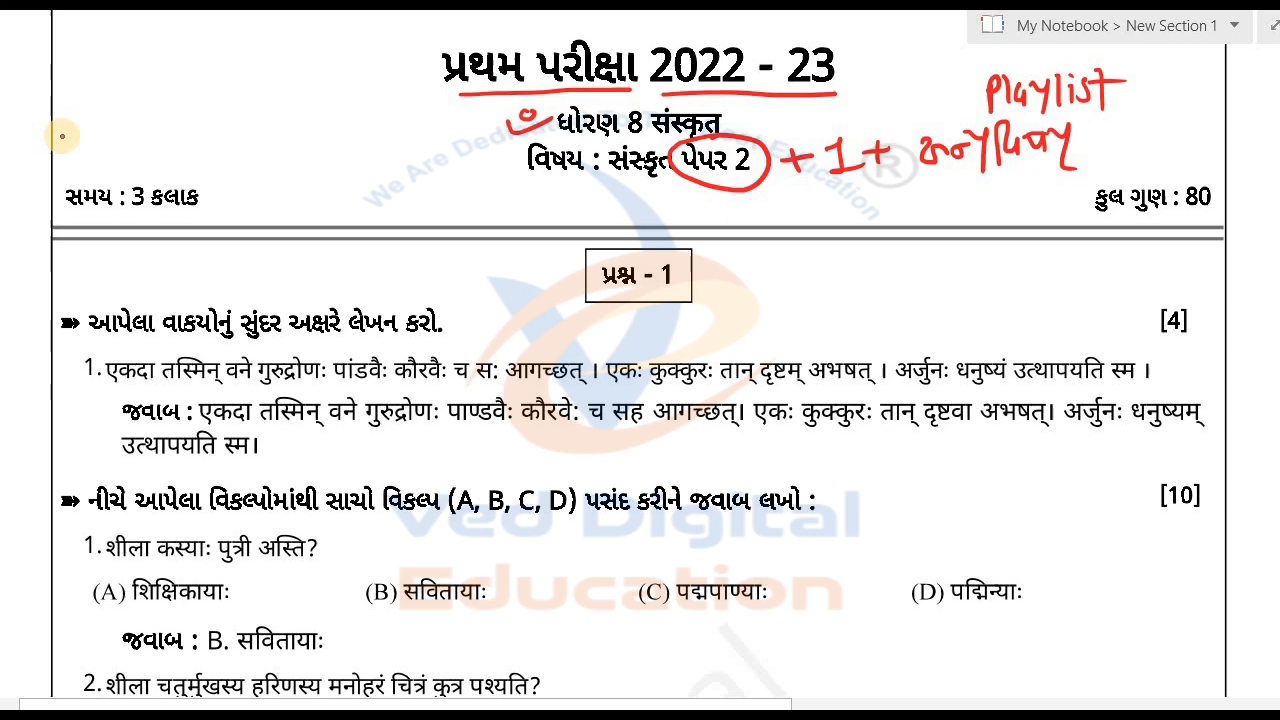 My Notebook > New Section 1
પ્રથમ પરીક્ષા 2022 - 23
Playlist
ધોરણ 8 संस्कृत
વિષય : સંસ્કૃત પેપર 2 + 1 + અન્ય વિષય
સમય : 3 કલાક
કુલ ગુણ : 80
પ્રશ્ન - 1
➽ આપેલા વાકયોનું સુંદર અક્ષરે લેખન કરો. [4]
1. एकदा तस्मिन् वने गुरुद्रोणः पांडवैः कौरवैः च स: आगच्छत् । एकः कुक्कुरः तान् दृष्टम् अभषत् । अर्जुनः धनुष्यं उत्थापयति स्म ।
જવાબ : एकदा तस्मिन् वने गुरुद्रोणः पाण्डवैः कौरवे: च सह आगच्छत्। एकः कुक्कुरः तान् दृष्टवा अभषत्। अर्जुनः धनुष्यम्
उत्थापयति स्म।
➽ નીચે આપેલા વિકલ્પોમાંથી સાચો વિકલ્પ (A, B, C, D) પસંદ કરીને જવાબ લખો : [10]
1. शीला कस्याः पुत्री अस्ति?
(A) शिक्षिकायाः (B) सवितायाः (C) पद्मपाण्याः (D) पद्मिन्याः
જવાબ : B. सवितायाः
2. शीला चतुर्मुखस्य हरिणस्य मनोहरं चित्रं कुत्र पश्यति?
Ved Digital
Education